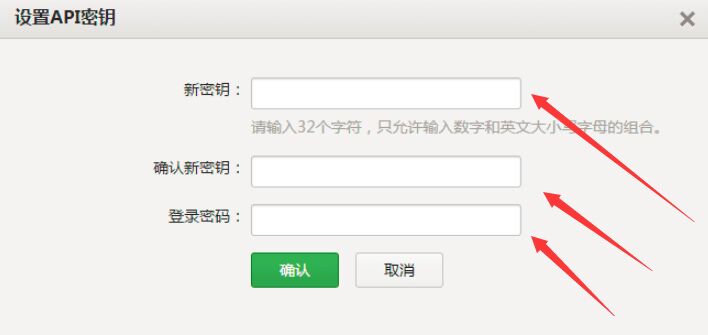 设置API密钥
新密钥：
请输入32个字符，只允许输入数字和英文大小写字母的组合。
确认新密钥：
登录密码：
确认 取消